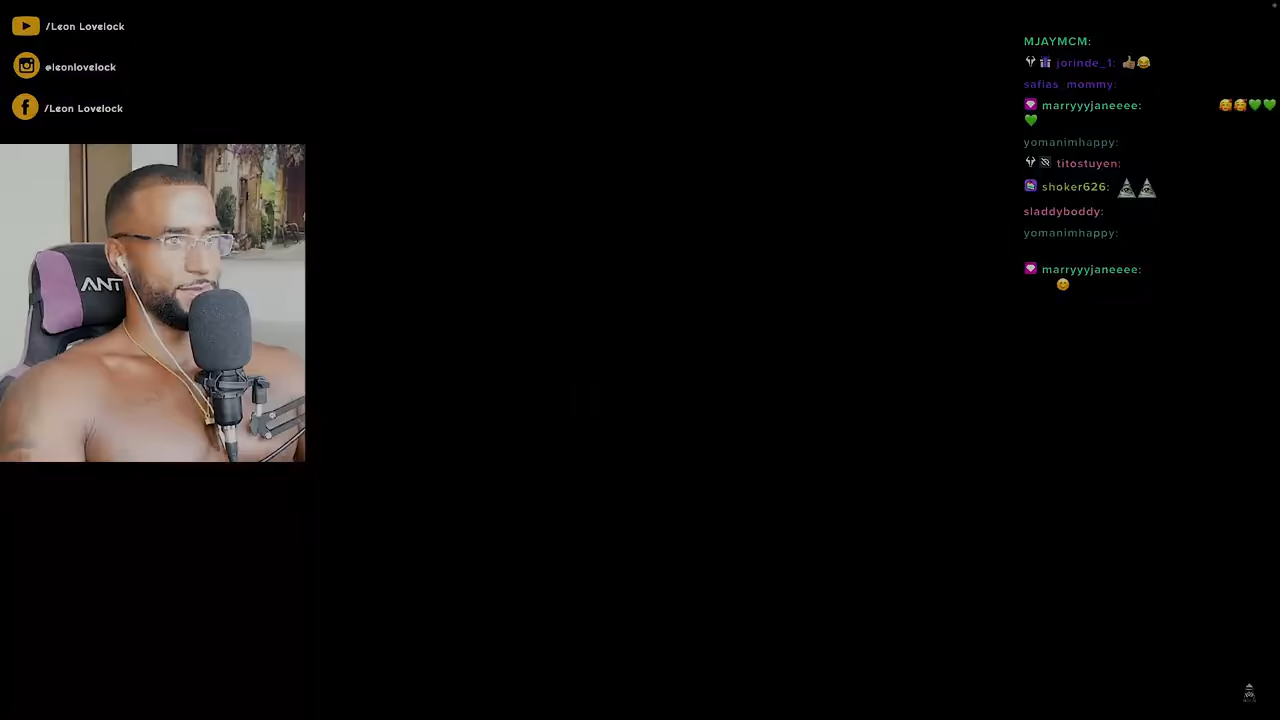 /Leon Lovelock
@leonlovelock
/Leon Lovelock
ANT
MJAYMCM:
jorinde_1: 👍🏽😂
safias_mommy:
marryyyjaneeee: 🥰🥰💚💚
💚
yomanimhappy:
titostuyen:
shoker626:
sladdyboddy:
yomanimhappy:
marryyyjaneeee:
😊